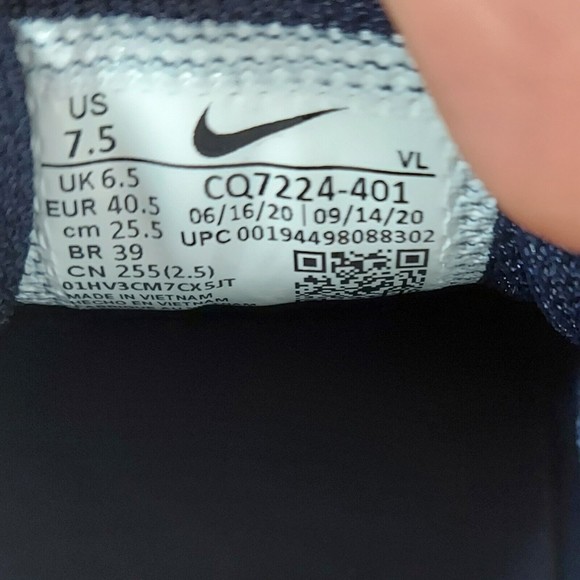 US
7.5
VL
UK 6.5
EUR 40.5
cm 25.5
BR 39
CN 255(2.5)
01HV3CM7CX5JT
MADE IN VIETNAM
HECHO EN VIETNAM
CQ7224-401
06/16/20 | 09/14/20
UPC 00194498088302